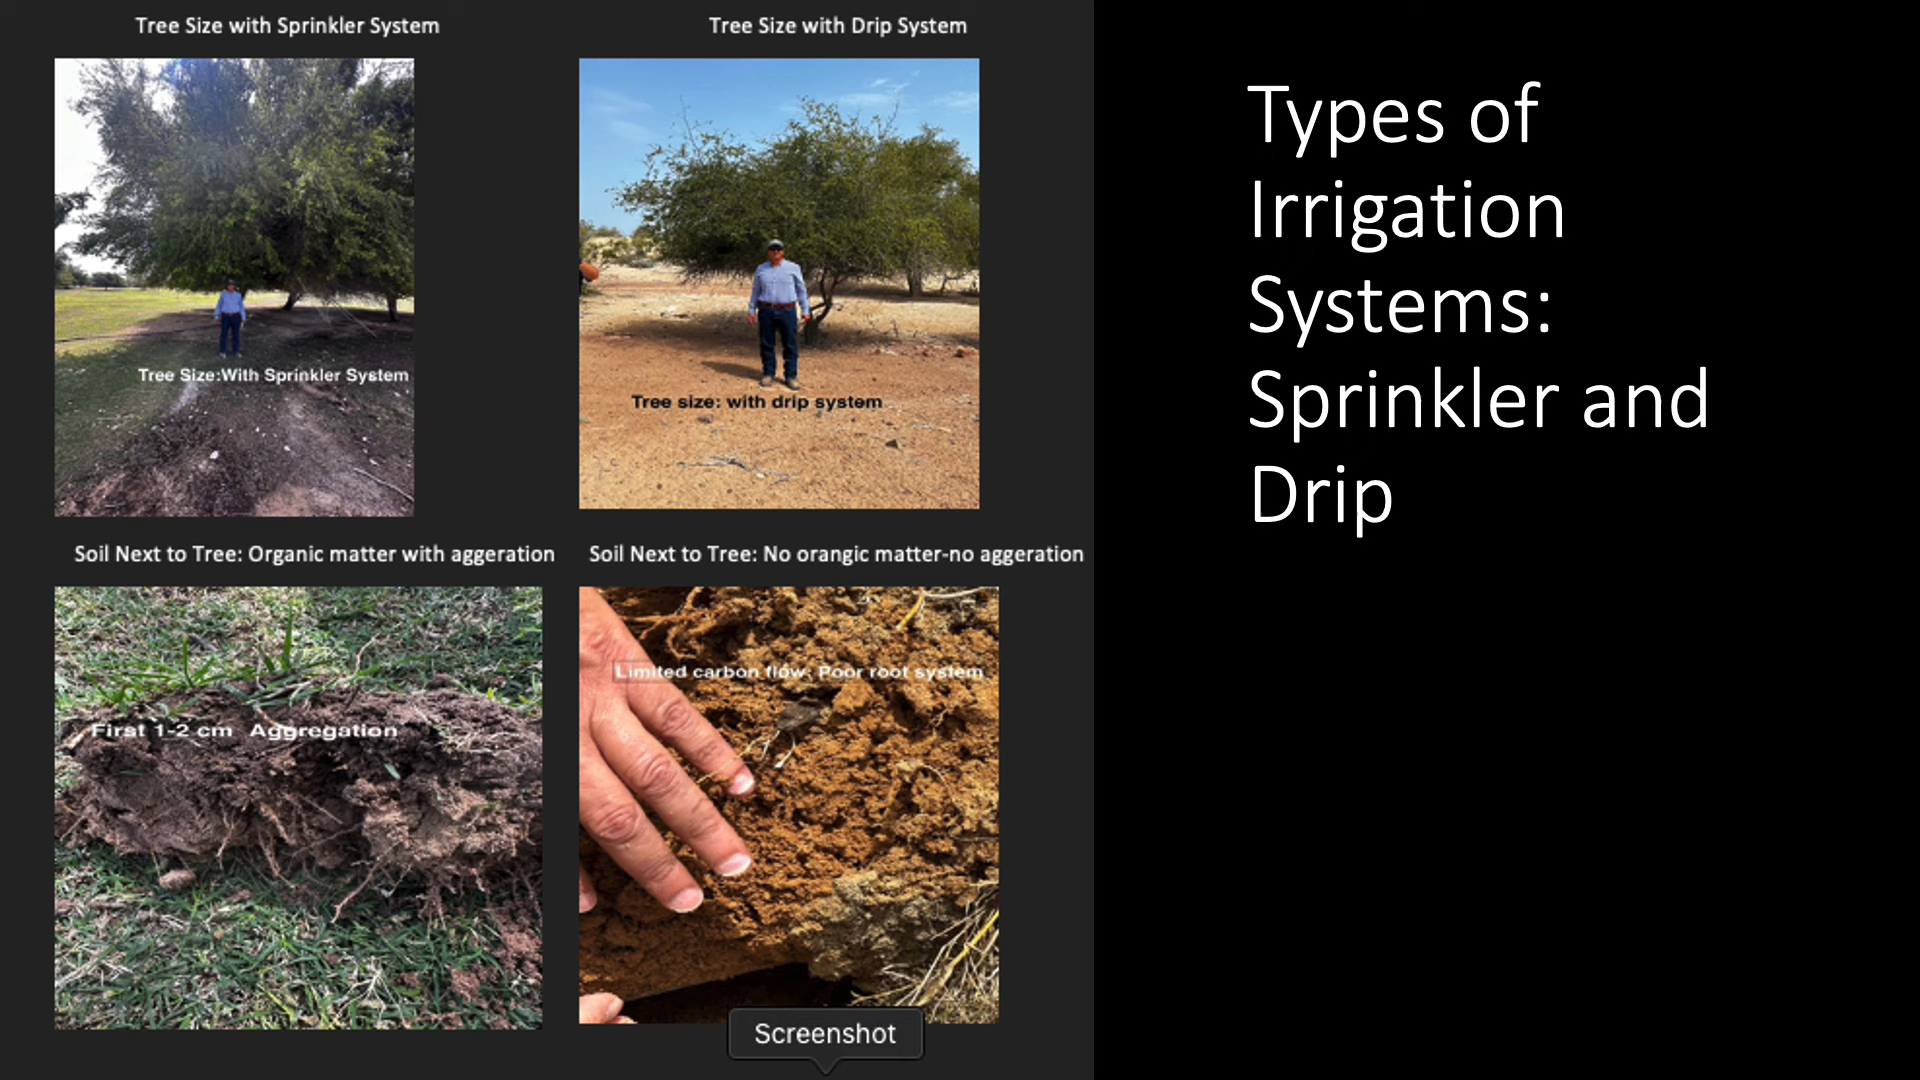 Tree Size with Sprinkler System
Tree Size with Drip System
Tree Size:With Sprinkler System
Tree size: with drip system
Soil Next to Tree: Organic matter with aggeration
Soil Next to Tree: No orangic matter-no aggeration
First 1-2 cm Aggregation
Limited carbon flow: Poor root system
Screenshot
Types of
Irrigation
Systems:
Sprinkler and
Drip